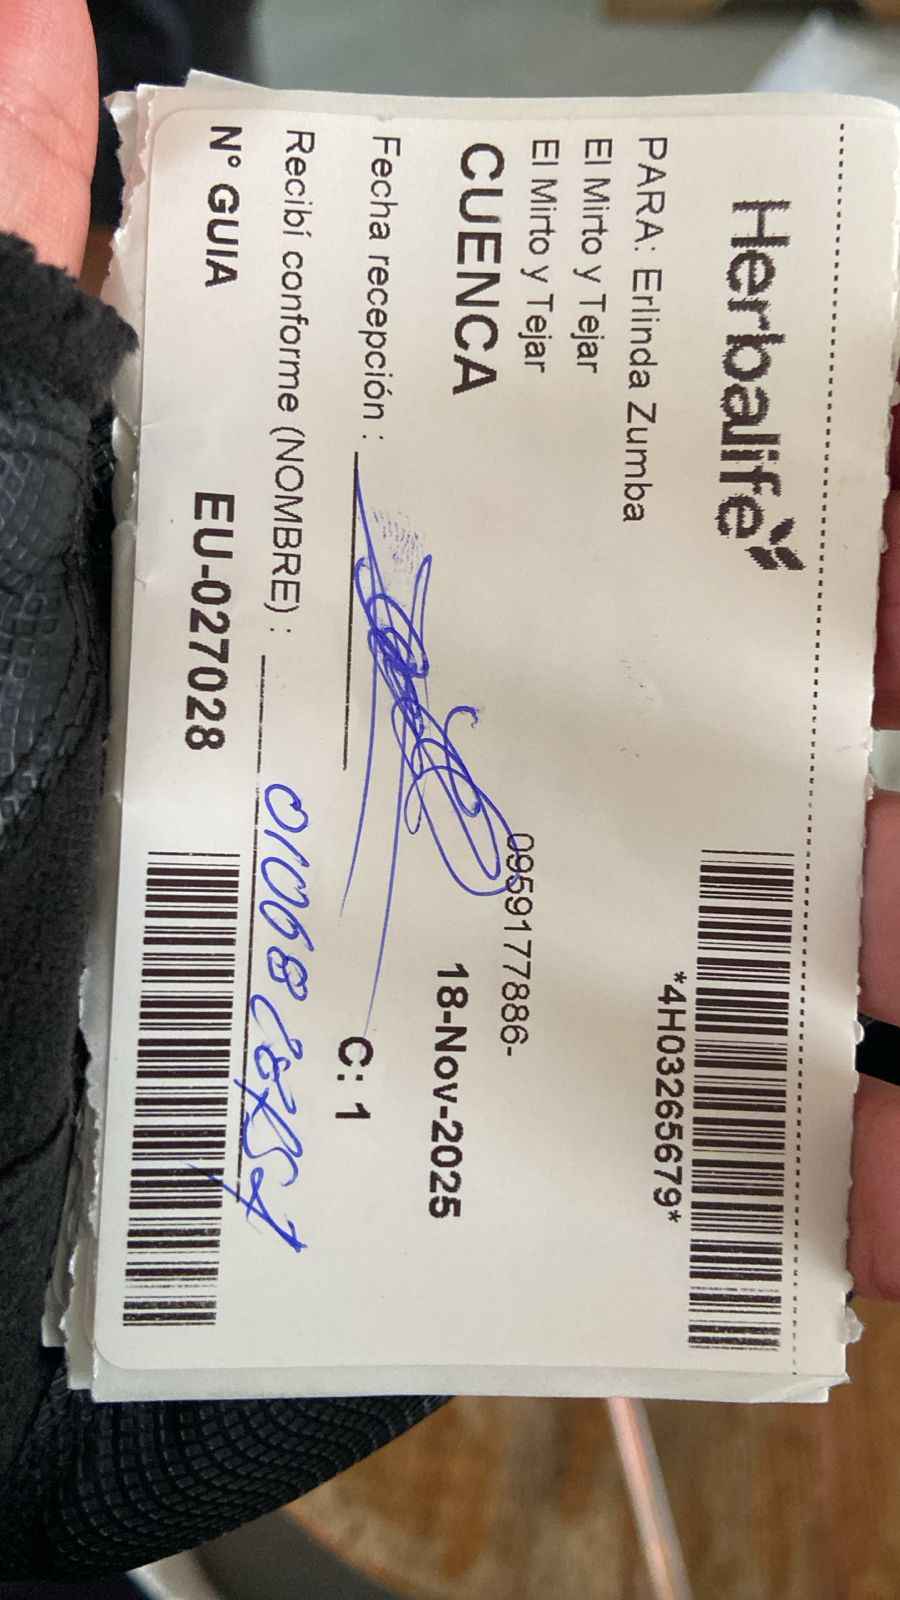 Herbalife
*4H03265679*
PARA: Erlinda Zumba
El Mirto y Tejar
El Mirto y Tejar
0959177886-
CUENCA
18-Nov-2025
Fecha recepción :
C: 1
Recibí conforme (NOMBRE) :
N° GUIA
EU-027028